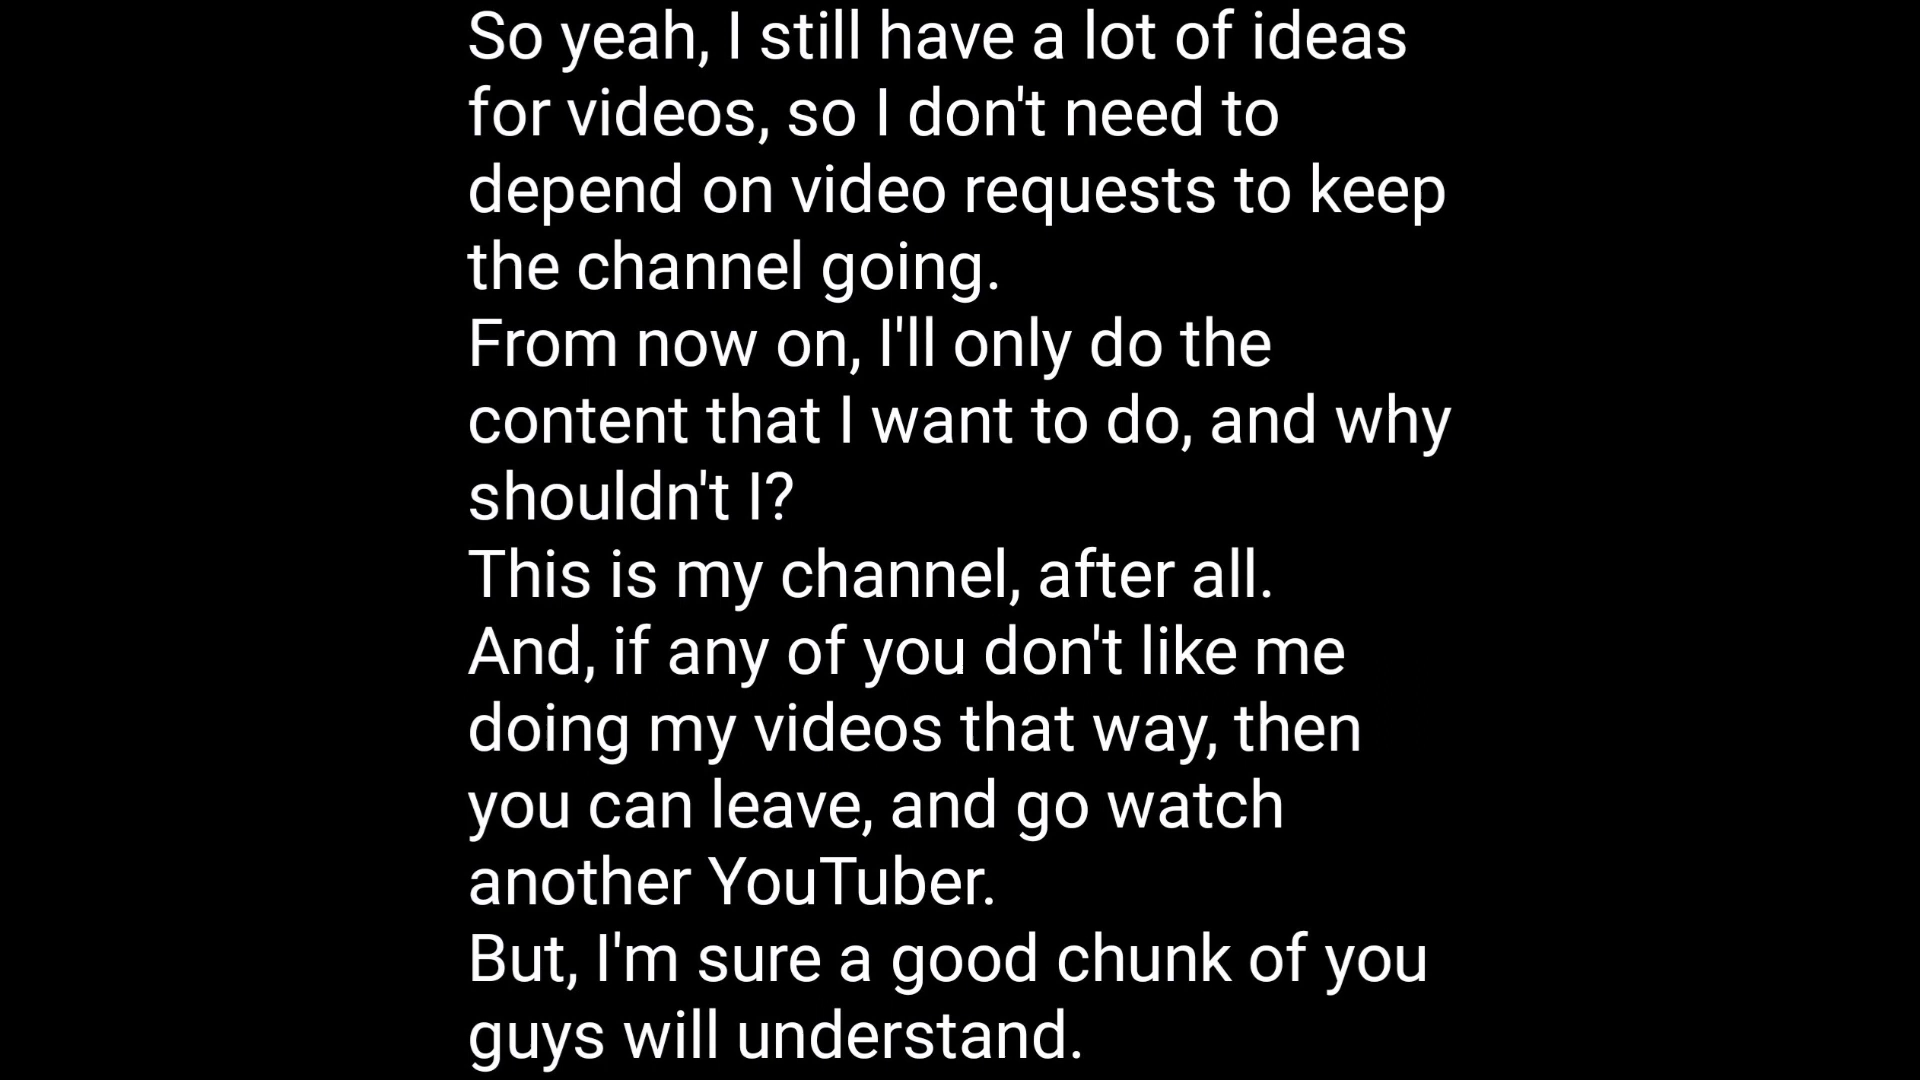 So yeah, I still have a lot of ideas
for videos, so I don't need to
depend on video requests to keep
the channel going.
From now on, I'll only do the
content that I want to do, and why
shouldn't I?
This is my channel, after all.
And, if any of you don't like me
doing my videos that way, then
you can leave, and go watch
another YouTuber.
But, I'm sure a good chunk of you
guys will understand.